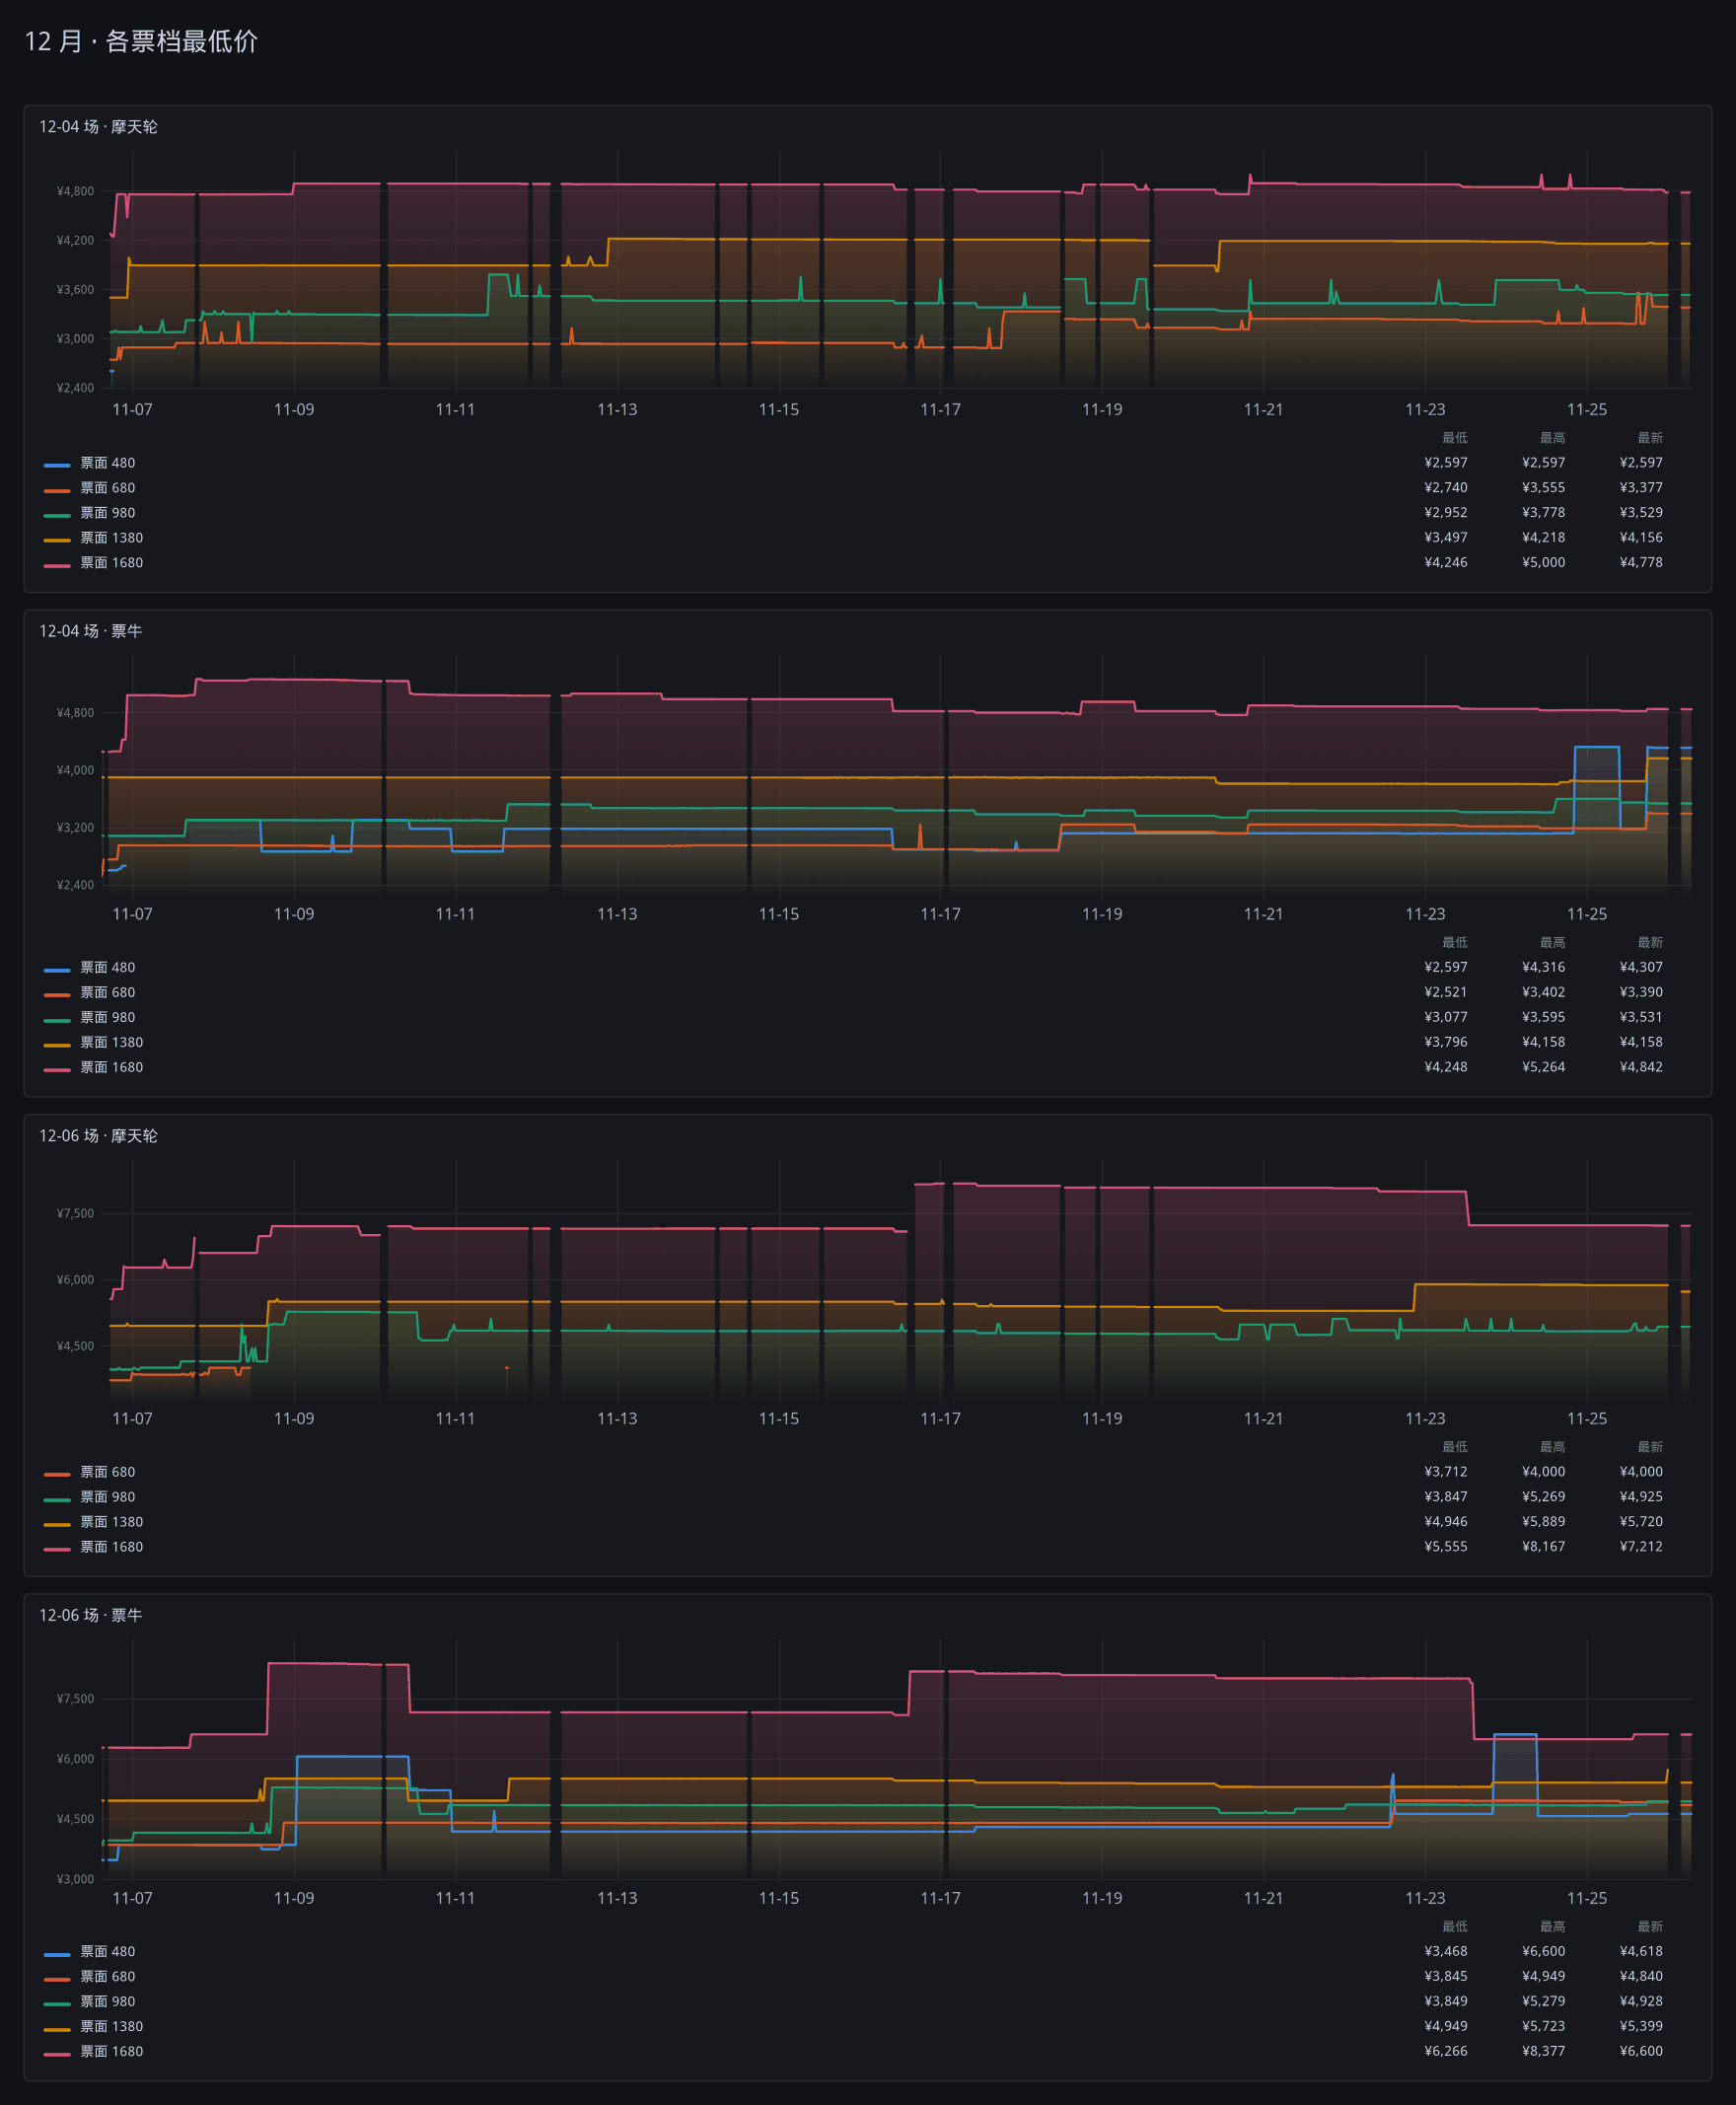 12 月 · 各票档最低价
12-04 场 · 摩天轮
¥4,800
¥4,200
¥3,600
¥3,000
¥2,400
11-07 11-09 11-11 11-13 11-15 11-17 11-19 11-21 11-23 11-25
最低 最高 最新
票面 480 ¥2,597 ¥2,597 ¥2,597
票面 680 ¥2,740 ¥3,555 ¥3,377
票面 980 ¥2,952 ¥3,778 ¥3,529
票面 1380 ¥3,497 ¥4,218 ¥4,156
票面 1680 ¥4,246 ¥5,000 ¥4,778
12-04 场 · 票牛
¥4,800
¥4,000
¥3,200
¥2,400
11-07 11-09 11-11 11-13 11-15 11-17 11-19 11-21 11-23 11-25
最低 最高 最新
票面 480 ¥2,597 ¥4,316 ¥4,307
票面 680 ¥2,521 ¥3,402 ¥3,390
票面 980 ¥3,077 ¥3,595 ¥3,531
票面 1380 ¥3,796 ¥4,158 ¥4,158
票面 1680 ¥4,248 ¥5,264 ¥4,842
12-06 场 · 摩天轮
¥7,500
¥6,000
¥4,500
11-07 11-09 11-11 11-13 11-15 11-17 11-19 11-21 11-23 11-25
最低 最高 最新
票面 680 ¥3,712 ¥4,000 ¥4,000
票面 980 ¥3,847 ¥5,269 ¥4,925
票面 1380 ¥4,946 ¥5,889 ¥5,720
票面 1680 ¥5,555 ¥8,167 ¥7,212
12-06 场 · 票牛
¥7,500
¥6,000
¥4,500
¥3,000
11-07 11-09 11-11 11-13 11-15 11-17 11-19 11-21 11-23 11-25
最低 最高 最新
票面 480 ¥3,468 ¥6,600 ¥4,618
票面 680 ¥3,845 ¥4,949 ¥4,840
票面 980 ¥3,849 ¥5,279 ¥4,928
票面 1380 ¥4,949 ¥5,723 ¥5,399
票面 1680 ¥6,266 ¥8,377 ¥6,600